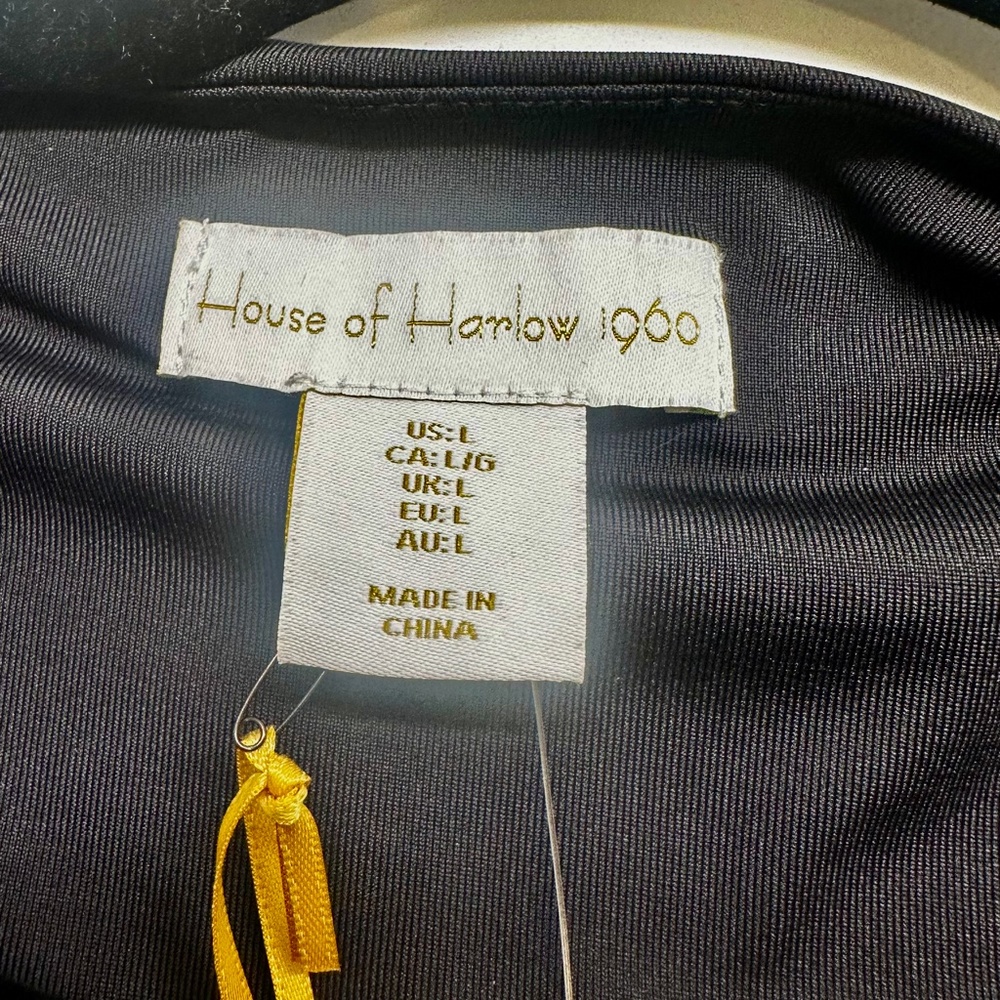 House of Harlow 1960
US: L
CA: L/G
UK: L
EU: L
AU: L
MADE IN
CHINA